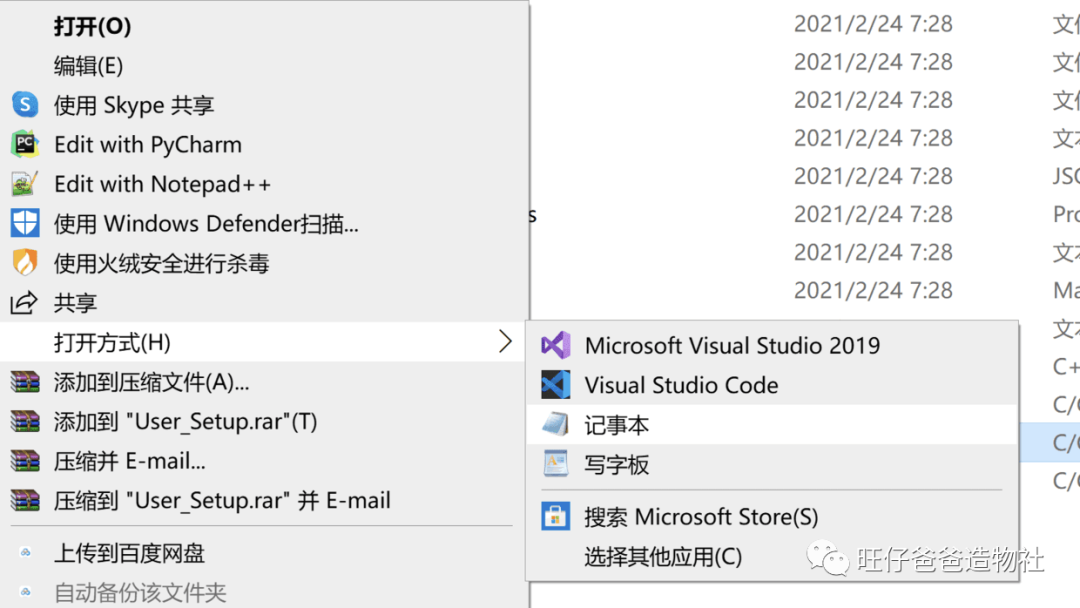 打开(O)
编辑(E)
使用 Skype 共享
Edit with PyCharm
Edit with Notepad++
使用 Windows Defender扫描...
使用火绒安全进行杀毒
共享
打开方式(H)
添加到压缩文件(A)...
添加到 "User_Setup.rar"(T)
压缩并 E-mail...
压缩到 "User_Setup.rar" 并 E-mail
上传到百度网盘
自动备份该文件夹
Microsoft Visual Studio 2019
Visual Studio Code
记事本
写字板
搜索 Microsoft Store(S)
选择其他应用(C)
s
2021/2/24 7:28 文
2021/2/24 7:28 文
2021/2/24 7:28 文
2021/2/24 7:28 文
2021/2/24 7:28 JS
2021/2/24 7:28 Pr
2021/2/24 7:28 文
2021/2/24 7:28 Ma
文
C+
C/
C/
C/
旺仔爸爸造物社